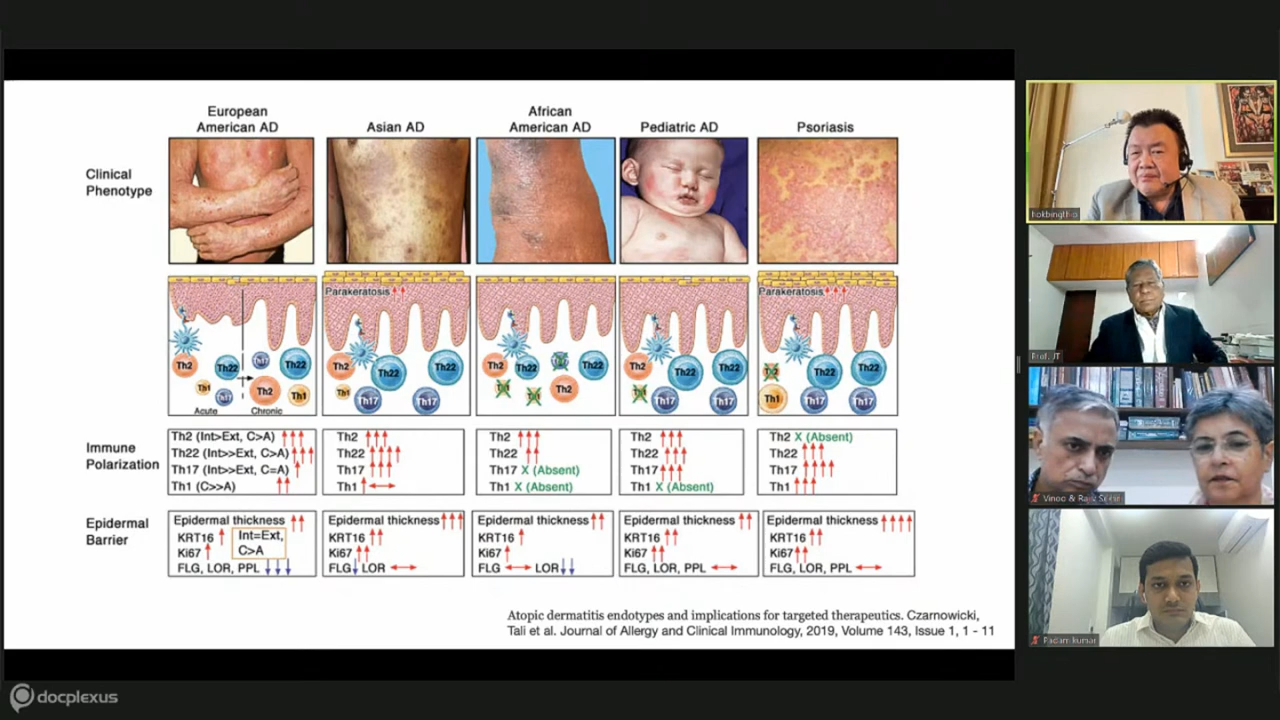 European
American AD
Asian AD
African
American AD
Pediatric AD
Psoriasis
Clinical
Phenotype
Parakeratosis
Parakeratosis
Th2
Th22
Th17
Th22
Th1
Th17
Th2
Th1
Acute
Chronic
Th2
Th22
Th22
Th1
Th17
Th17
Th2
Th22
Th22
Th2
Th2
Th22
Th22
Th17
Th17
Th22
Th22
Th1
Th17
Th17
Immune
Polarization
Th2 (Int>Ext, C>A) ↑↑↑
Th22 (Int>>Ext, C>A) ↑↑↑
Th17 (Int>>Ext, C=A) ↑
Th1 (C>>A) ↑↑
Th2 ↑↑↑
Th22 ↑↑↑↑
Th17 ↑↑↑
Th1 ↑ ↔
Th2 ↑↑↑
Th22 ↑↑
Th17 X (Absent)
Th1 X (Absent)
Th2 ↑↑↑
Th22 ↑↑↑
Th17 ↑↑↑
Th1 X (Absent)
Th2 X (Absent)
Th22 ↑↑↑
Th17 ↑↑↑↑
Th1 ↑↑↑
Epidermal
Barrier
Epidermal thickness ↑↑
KRT16 ↑
Ki67 ↑
Int=Ext,
C>A
FLG, LOR, PPL ↓↓↓
Epidermal thickness ↑↑↑
KRT16 ↑↑
Ki67 ↑↑
FLG ↓ LOR ↔
Epidermal thickness ↑↑
KRT16 ↑
Ki67 ↑
FLG ↔ LOR ↓↓
Epidermal thickness ↑↑
KRT16 ↑↑
Ki67 ↑↑
FLG, LOR, PPL ↔
Epidermal thickness ↑↑↑↑
KRT16 ↑↑
Ki67 ↑↑
FLG, LOR, PPL ↔
Atopic dermatitis endotypes and implications for targeted therapeutics. Czarnowicki,
Tali et al. Journal of Allergy and Clinical Immunology, 2019, Volume 143, Issue 1, 1 - 11
hokbingthio
Prof. JT
Vinod &
Padam kumar
docplexus